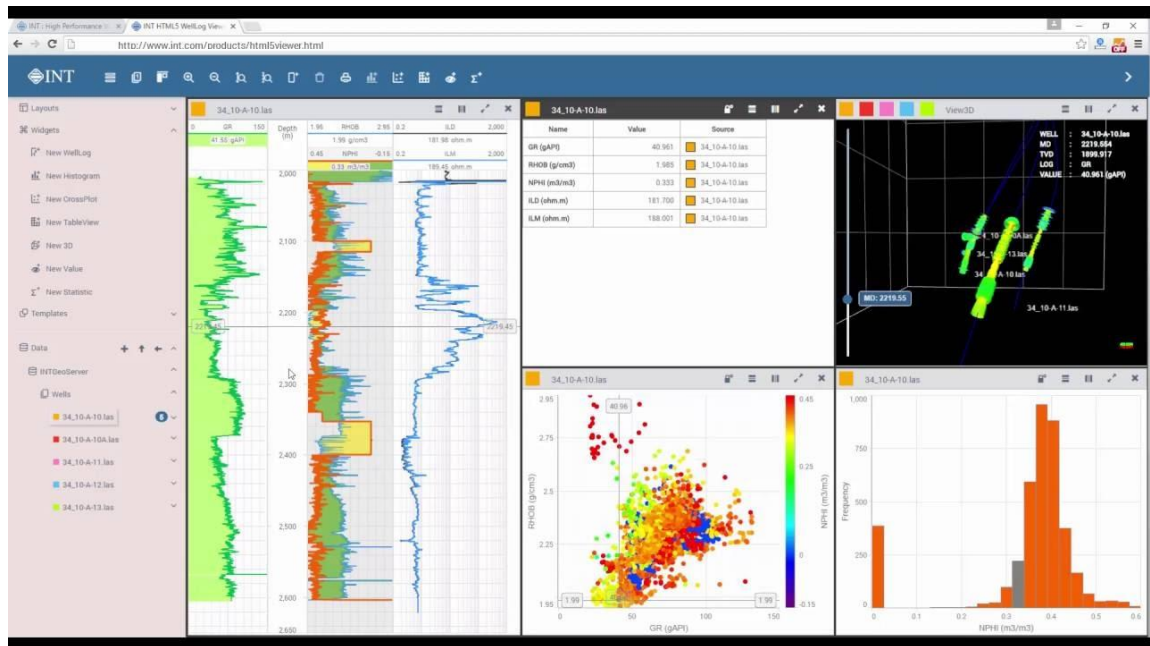 INT : High Performance
INT HTML5 WellLog View
http://www.int.com/products/html5viewer.html
OFF
INT
Layouts
Widgets
New WellLog
New Histogram
New CrossPlot
New TableView
New 3D
New Value
New Statistic
Templates
Data
INTGeoServer
Wells
34_10-A-10.las
34_10-A-10A.las
34_10-A-11.las
34_10-A-12.las
34_10-A-13.las
34_10-A-10.las
0 GR 150
Depth (m)
1.95 RHOB 2.95
0.2 ILD 2,000
1.99 g/cm3
181.98 ohm.m
0.45 NPHI -0.15
0.2 ILM 2,000
0.33 m3/m3
189.45 ohm.m
2,000
2,100
2,200
2219.45
2,300
2,400
2,500
2,600
2,650
34_10-A-10.las
Name Value Source
GR (gAPI) 40.961 34_10-A-10.las
RHOB (g/cm3) 1.985 34_10-A-10.las
NPHI (m3/m3) 0.333 34_10-A-10.las
ILD (ohm.m) 181.700 34_10-A-10.las
ILM (ohm.m) 188.001 34_10-A-10.las
View3D
WELL : 34_10-A-10.las
MD : 2219.554
TVD : 1899.917
LOG : GR
VALUE : 40.961 (gAPI)
34_10-A-10.las
34_10-A-11.las
MD: 2219.55
34_10-A-10.las
2.95
40.96
0.45
2.75
2.5
0.25
2.25
0
1.95
1.99
1.99
-0.15
50
100
150
RHOB (g/cm3)
NPHI (m3/m3)
GR (gAPI)
34_10-A-10.las
1,000
750
500
250
0
Frequency
0 0.1 0.2 0.3 0.4 0.5 0.6
NPHI (m3/m3)